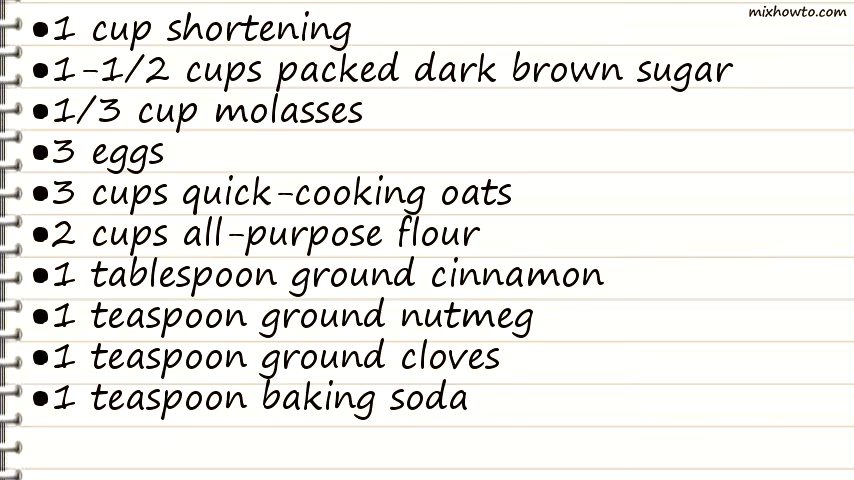 mixhowto.com
•1 cup shortening
•1-1/2 cups packed dark brown sugar
•1/3 cup molasses
•3 eggs
•3 cups quick-cooking oats
•2 cups all-purpose flour
•1 tablespoon ground cinnamon
•1 teaspoon ground nutmeg
•1 teaspoon ground cloves
•1 teaspoon baking soda